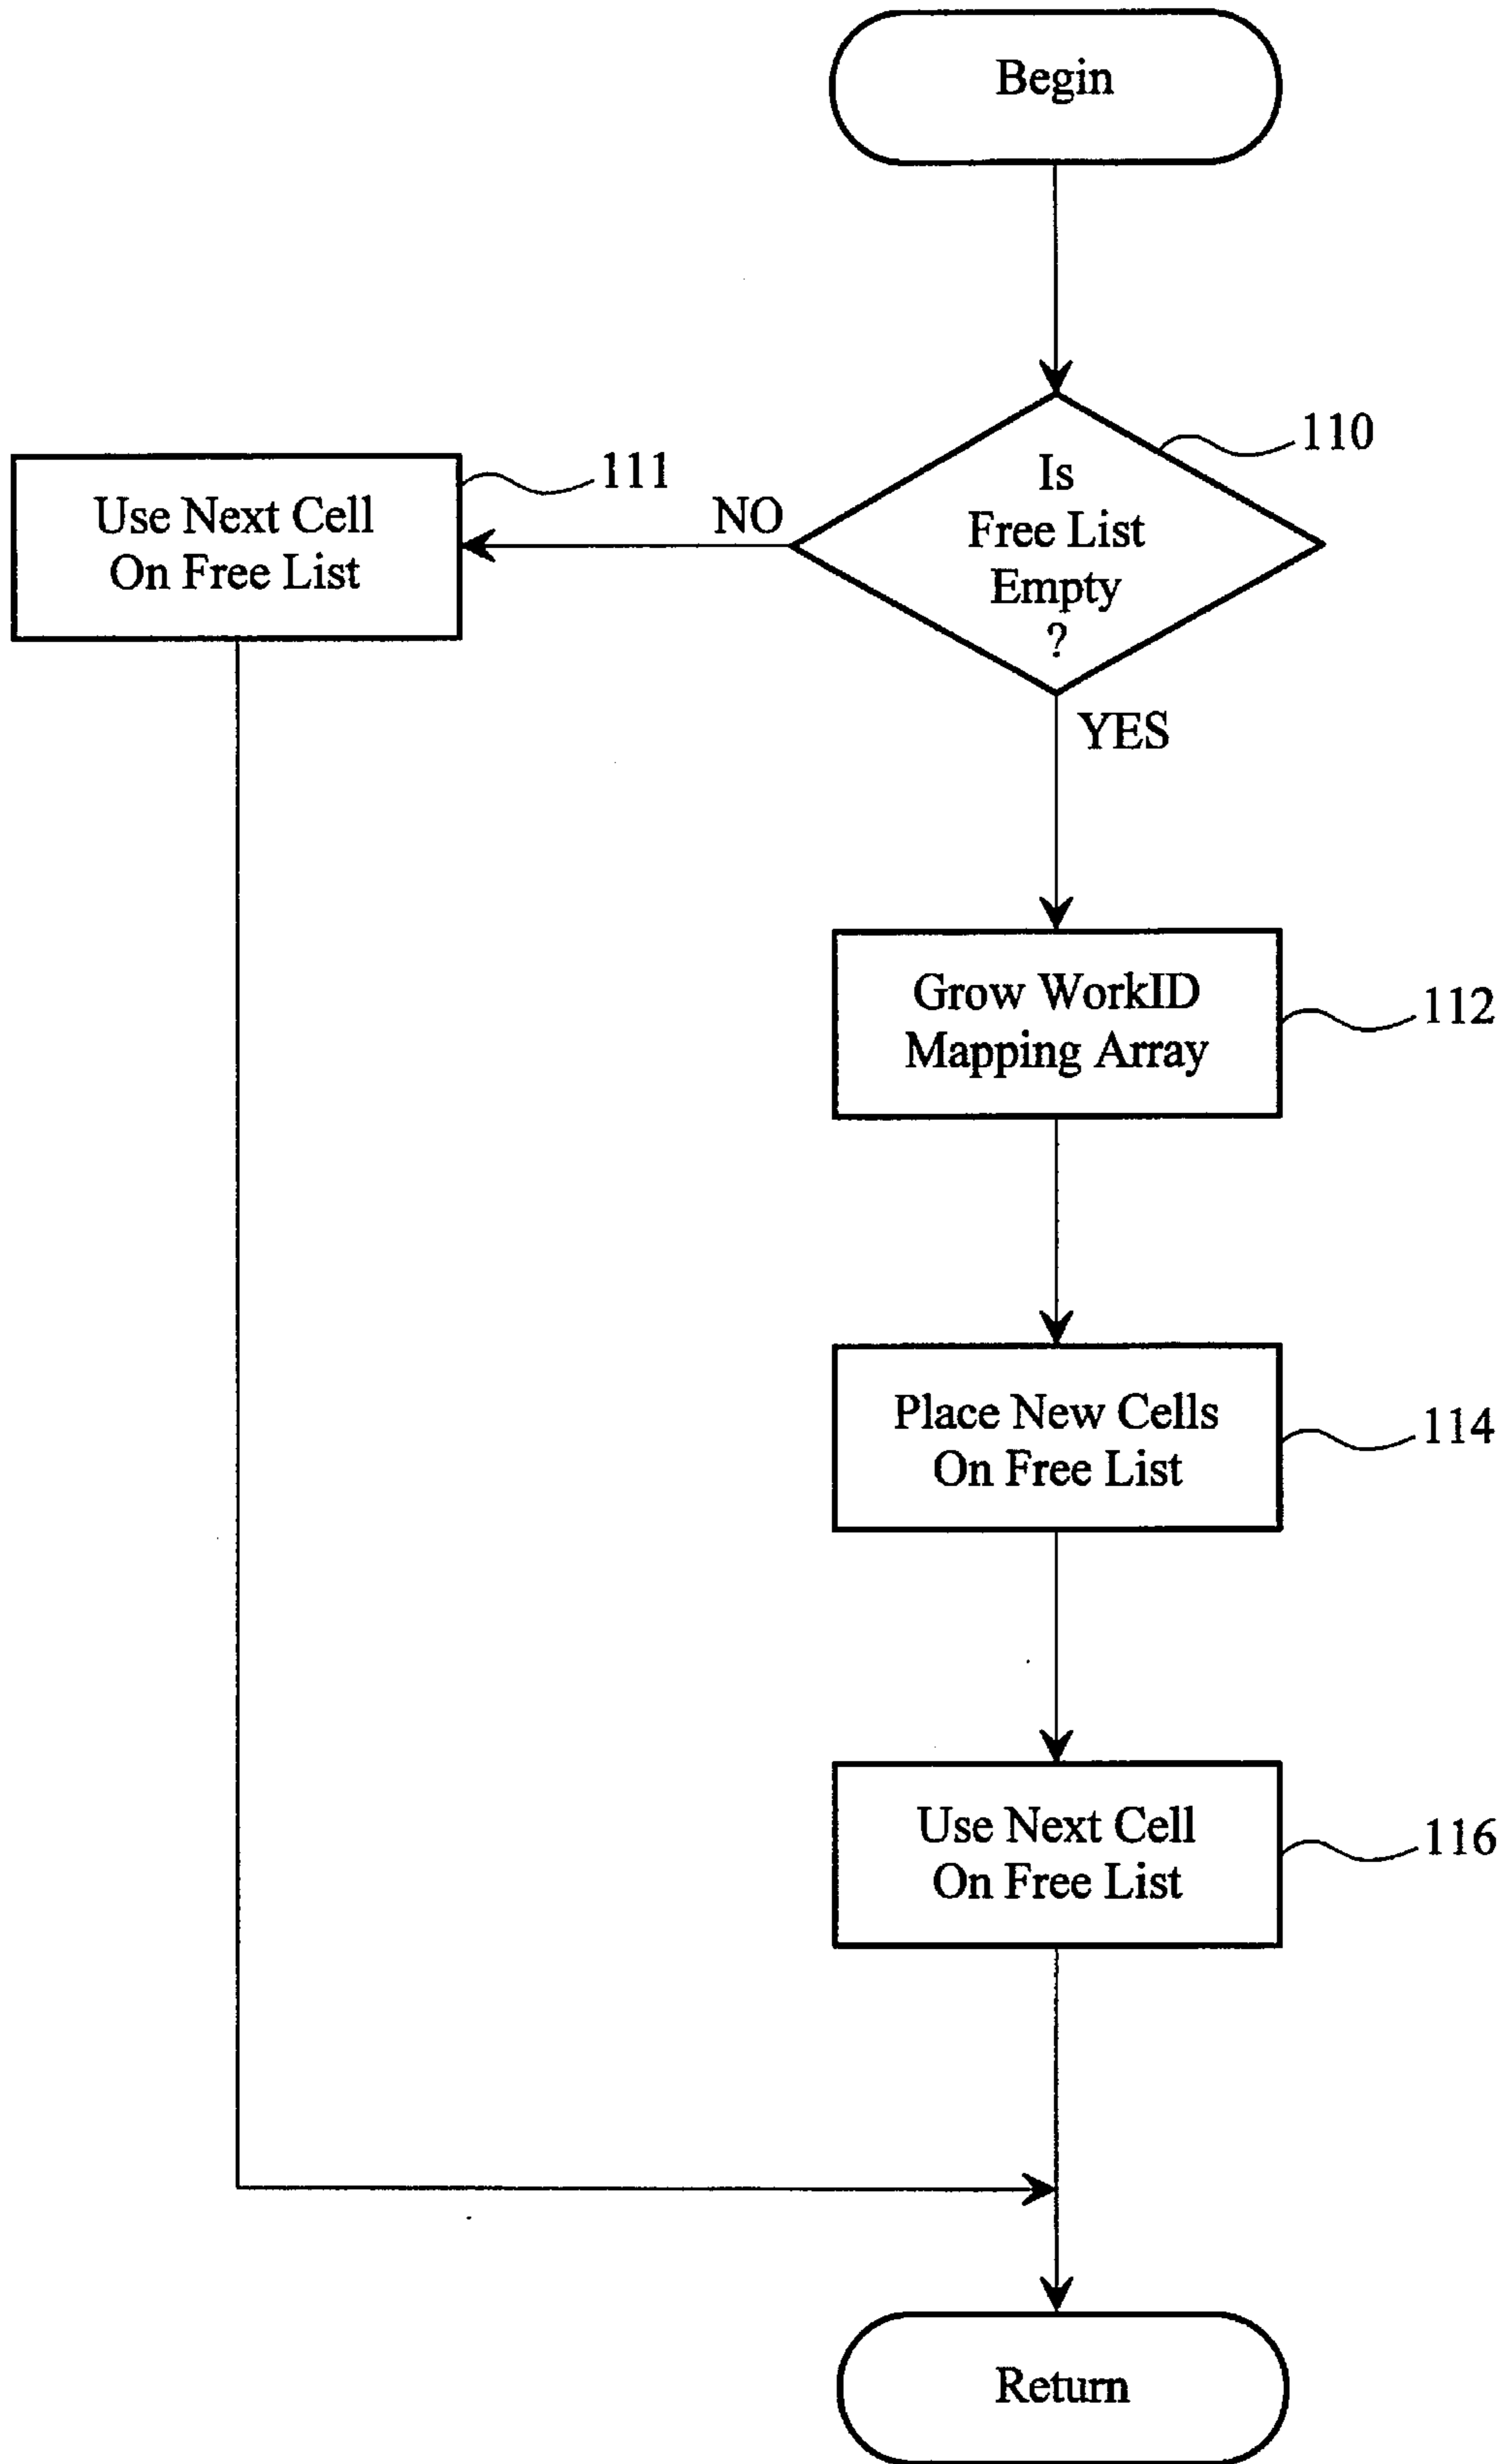 Begin
110
Is
Free List
Empty
?
NO
111
Use Next Cell
On Free List
YES
Grow WorkID
Mapping Array
112
Place New Cells
On Free List
114
Use Next Cell
On Free List
116
Return